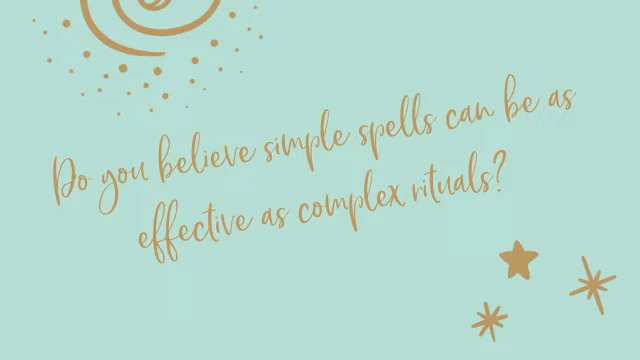 Do you believe simple spells can be as
effective as complex rituals?